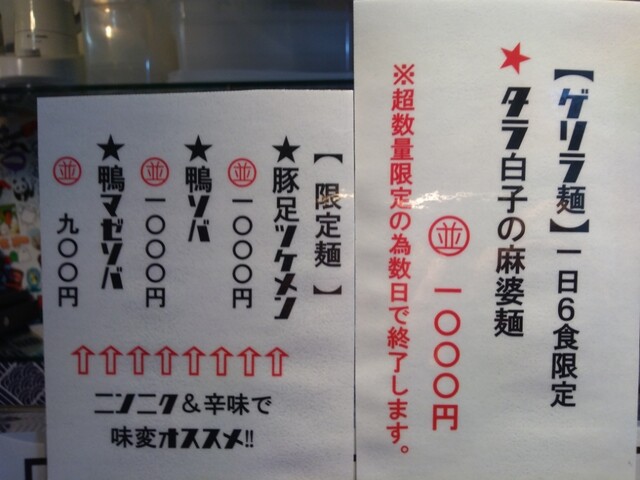 【ゲリラ麺】一日6食限定
★タラ白子の麻婆麺
並 一〇〇〇円
※超数量限定の為数日で終了します。
【限定麺】
★豚足ツケメン
並 一〇〇〇円
★鴨ソバ
並 一〇〇〇円
★鴨マゼソバ
並 九〇〇円
⇧⇧⇧⇧⇧⇧⇧⇧
ニンニク&辛味で
味変オススメ!!